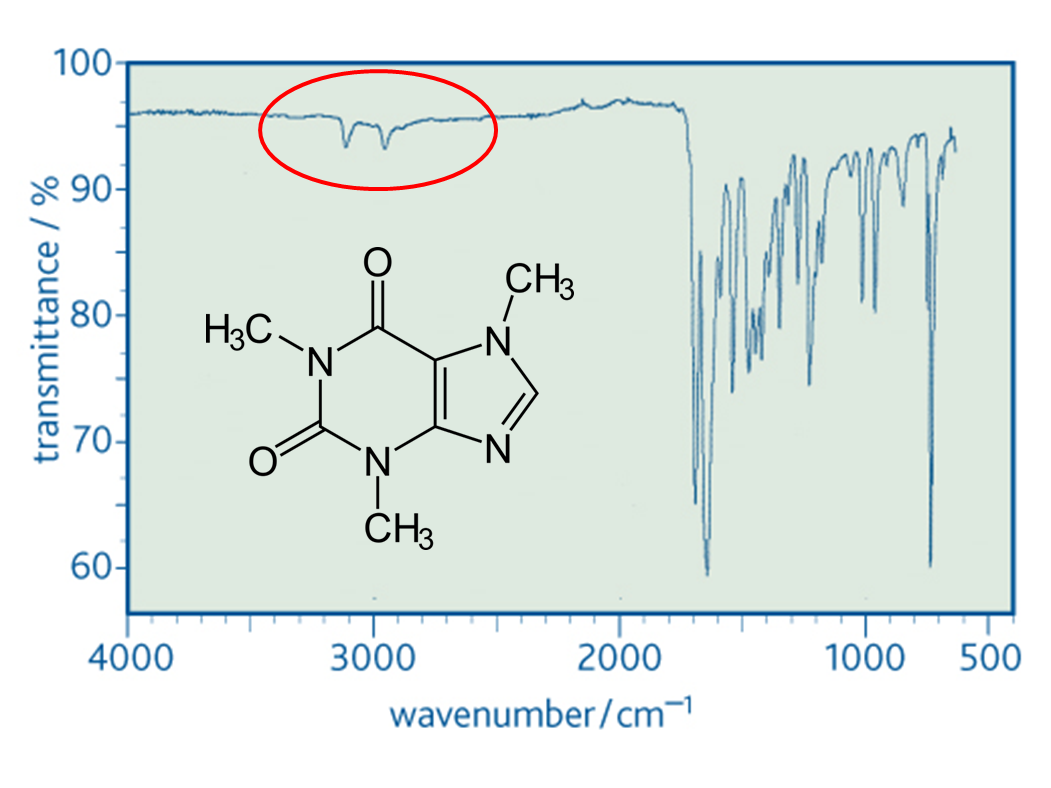 100
90
80
70
60
transmittance / %
O
CH₃
H₃C
N
N
O
N
N
CH₃
4000
3000
2000
1000
500
wavenumber/cm⁻¹